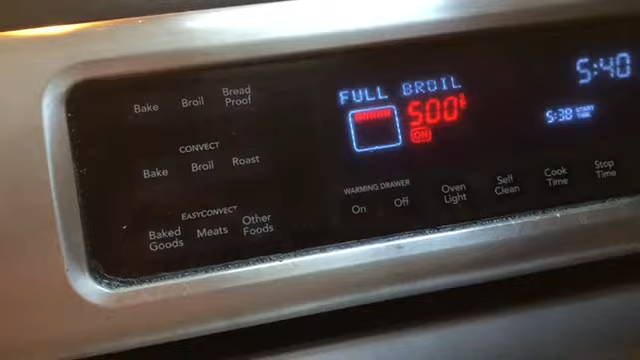 Bake Broil Bread Proof
CONVECT
Bake Broil Roast
EASYCONVECT
Baked Goods Meats Other Foods
FULL BROIL
500°F
ON
5:40
5:38 START TIME
WARMING DRAWER
On Off
Oven Light
Self Clean
Cook Time
Stop Time